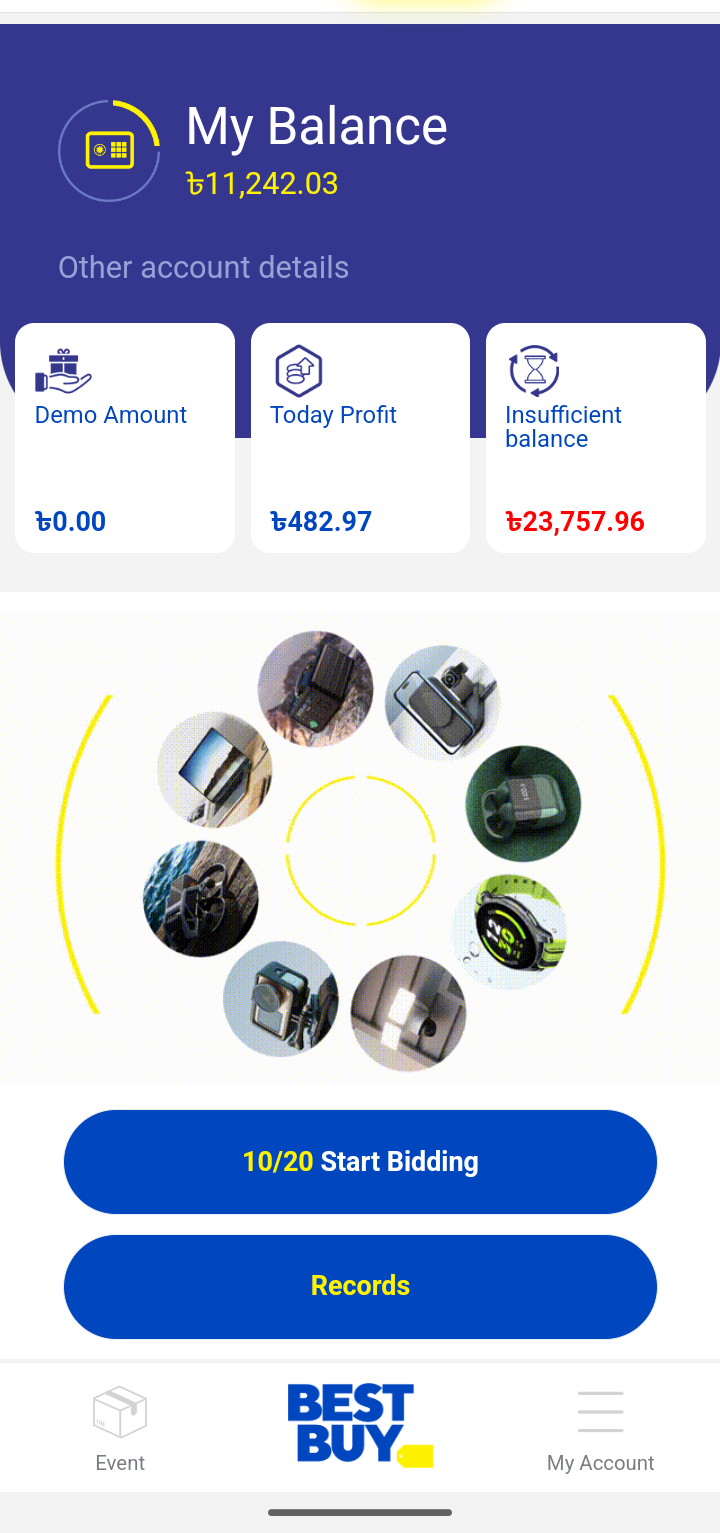 My Balance
৳11,242.03
Other account details
Demo Amount
৳0.00
Today Profit
৳482.97
Insufficient
balance
৳23,757.96
10/20 Start Bidding
Records
Event
BEST
BUY
My Account